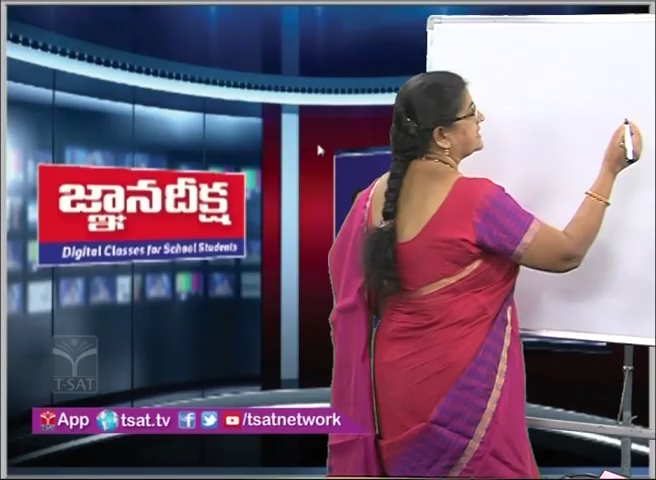 జ్ఞానదీక్ష
Digital Classes for School Students
T-SAT
App tsat.tv /tsatnetwork